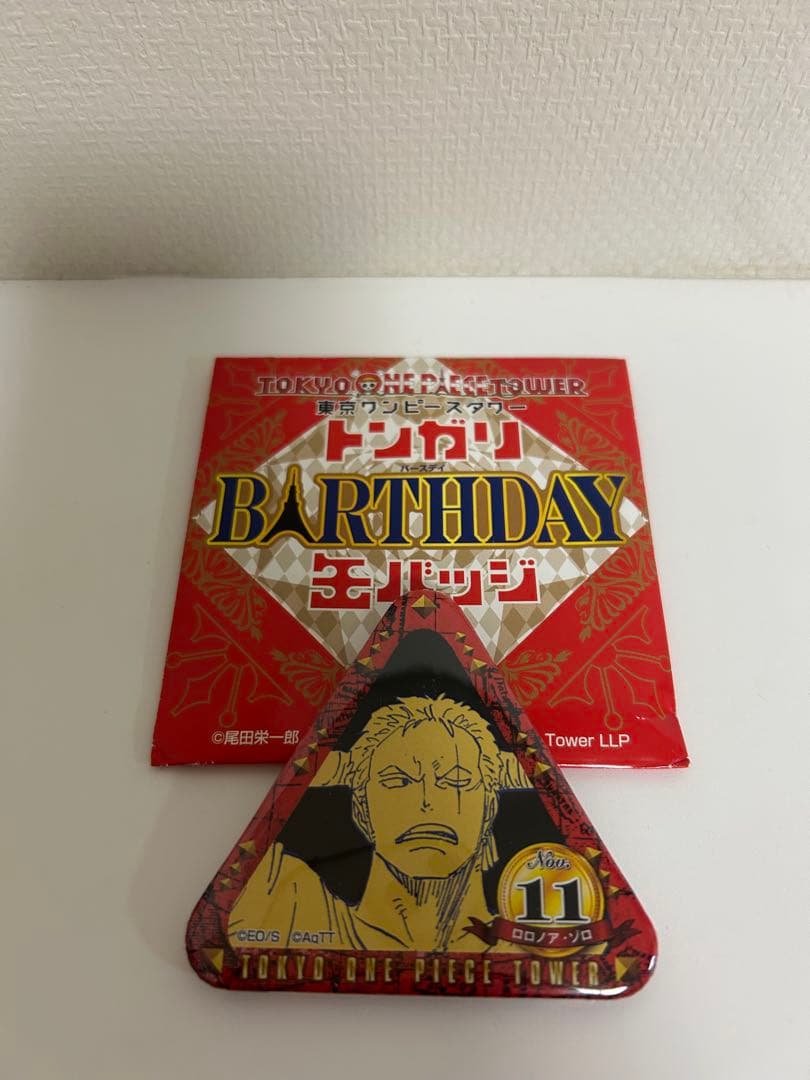 TOKYO ONE PIECE TOWER
東京ワンピースタワー
トンガリ
バースデイ
BIRTHDAY
缶バッジ
©尾田栄一郎
Tower LLP
Nov.
11
ロロノア・ゾロ
©EO/S ©AqTT
TOKYO ONE PIECE TOWER